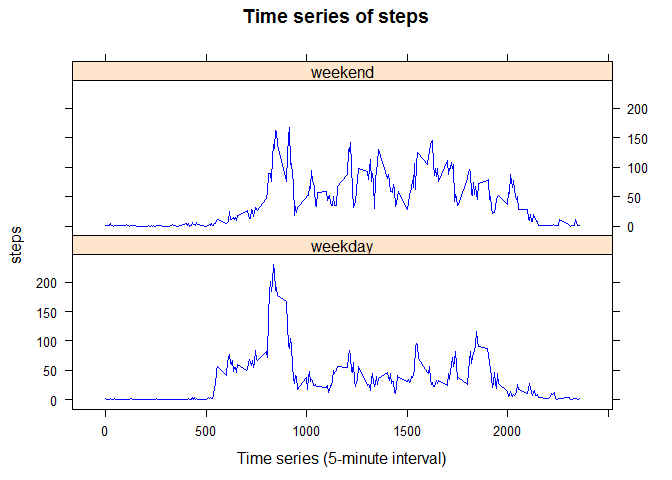 Time series of steps
weekend
200
150
100
50
0
weekday
steps
200
150
100
50
0
0 500 1000 1500 2000
Time series (5-minute interval)